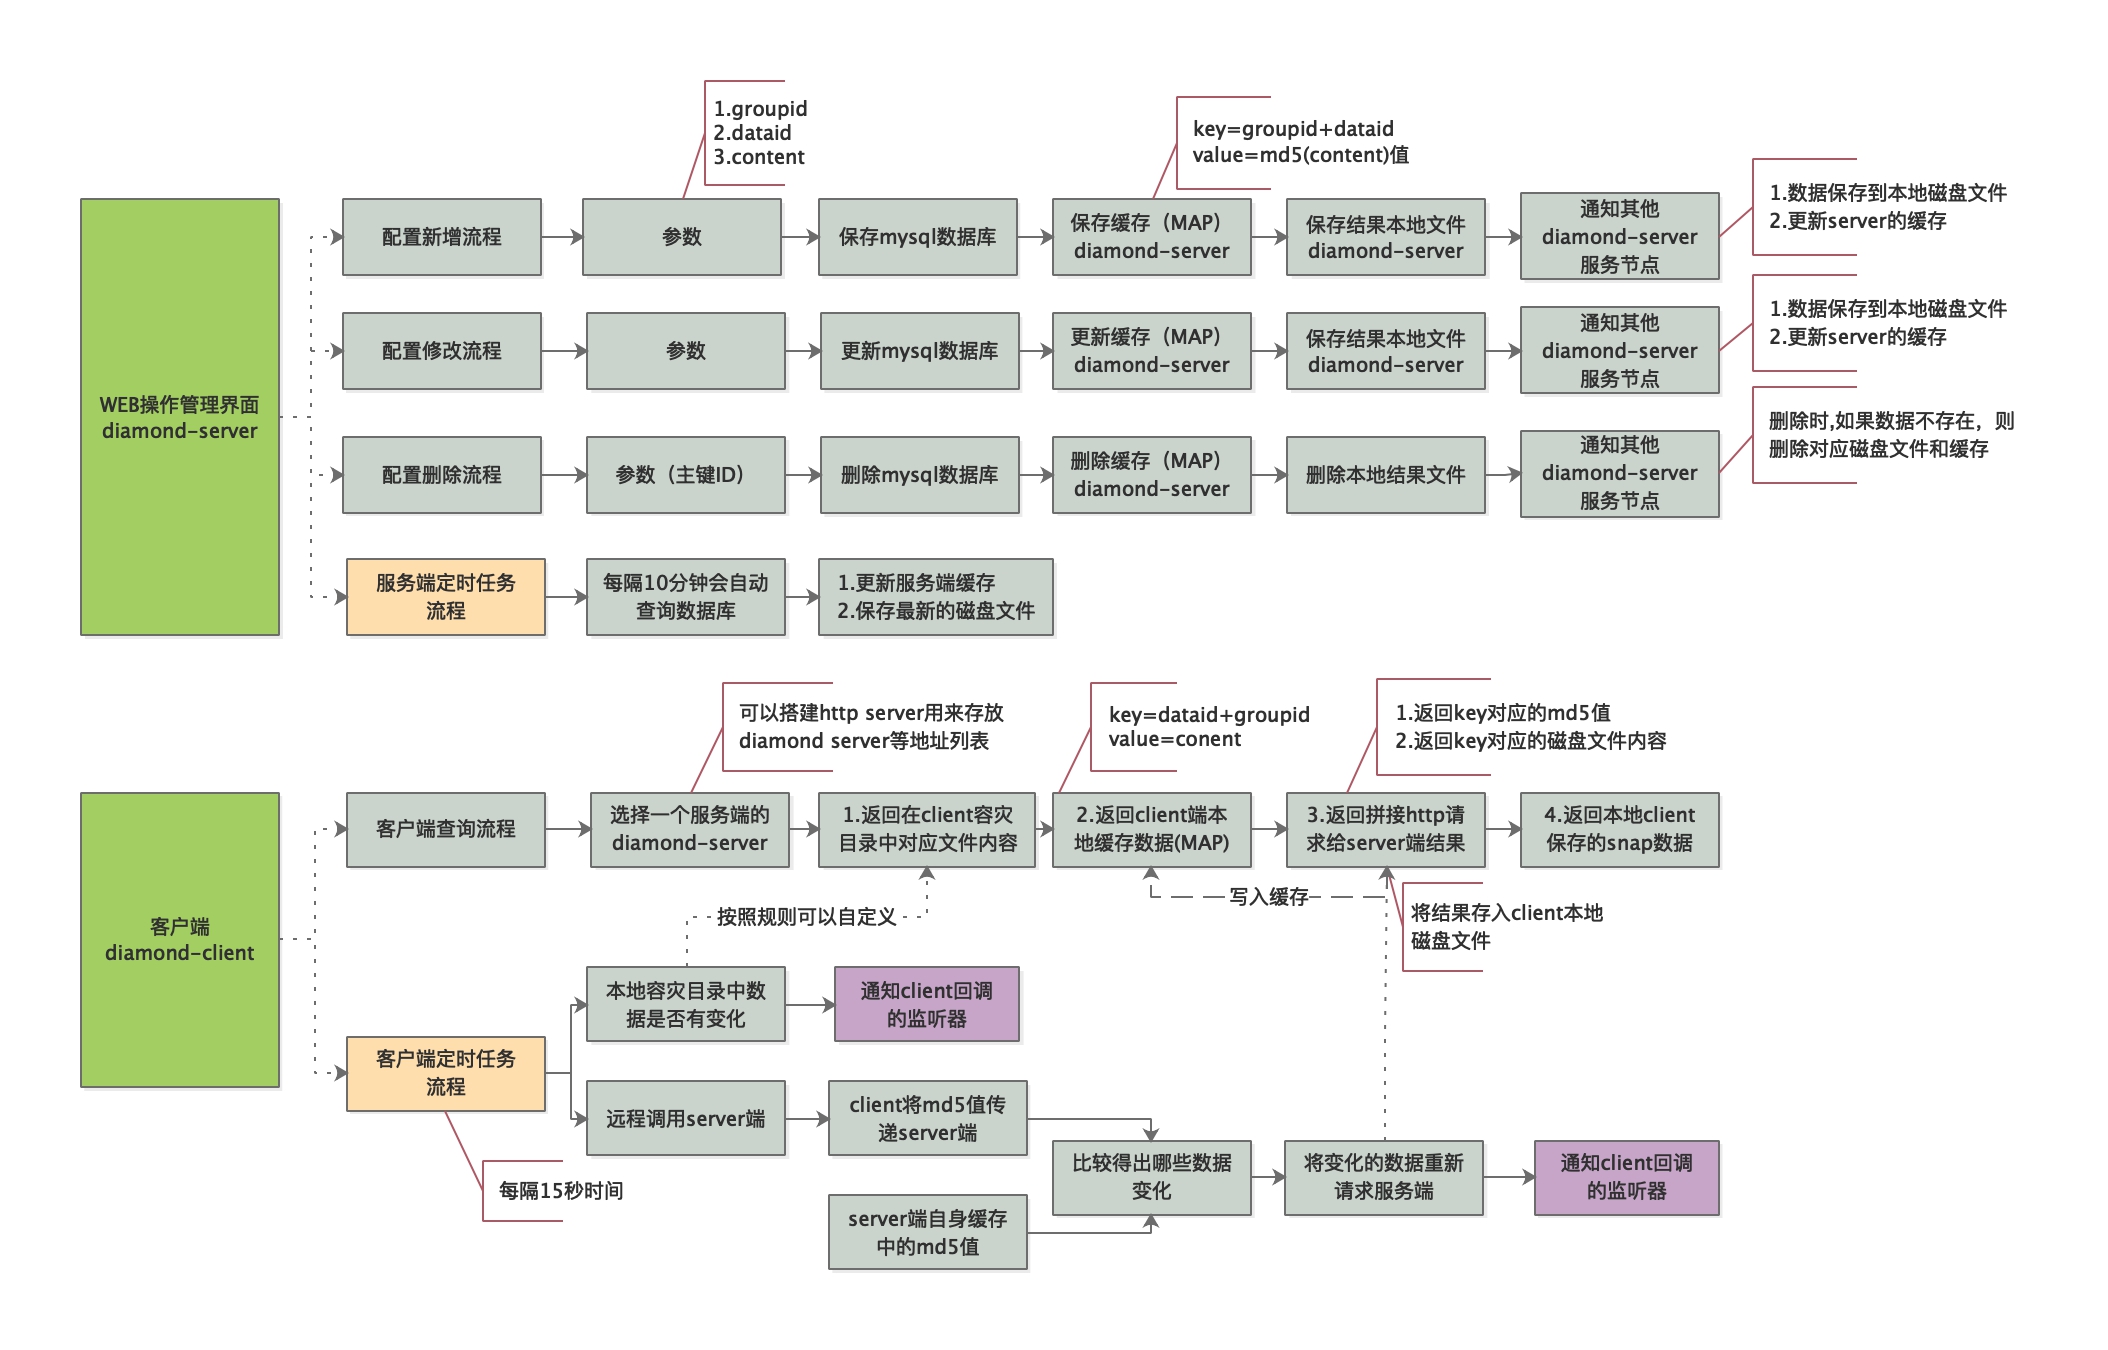 1.groupid
2.dataid
3.content
key=groupid+dataid
value=md5(content)值
WEB操作管理界面
diamond-server
配置新增流程
参数
保存mysql数据库
保存缓存（MAP）
diamond-server
保存结果本地文件
diamond-server
通知其他
diamond-server
服务节点
1.数据保存到本地磁盘文件
2.更新server的缓存
配置修改流程
参数
更新mysql数据库
更新缓存（MAP）
diamond-server
保存结果本地文件
diamond-server
通知其他
diamond-server
服务节点
1.数据保存到本地磁盘文件
2.更新server的缓存
配置删除流程
参数（主键ID）
删除mysql数据库
删除缓存（MAP）
diamond-server
删除本地结果文件
通知其他
diamond-server
服务节点
删除时,如果数据不存在，则
删除对应磁盘文件和缓存
服务端定时任务
流程
每隔10分钟会自动
查询数据库
1.更新服务端缓存
2.保存最新的磁盘文件
可以搭建http server用来存放
diamond server等地址列表
key=dataid+groupid
value=conent
1.返回key对应的md5值
2.返回key对应的磁盘文件内容
客户端
diamond-client
客户端查询流程
选择一个服务端的
diamond-server
1.返回在client容灾
目录中对应文件内容
2.返回client端本
地缓存数据(MAP)
3.返回拼接http请
求给server端结果
4.返回本地client
保存的snap数据
按照规则可以自定义
写入缓存
将结果存入client本地
磁盘文件
客户端定时任务
流程
每隔15秒时间
本地容灾目录中数
据是否有变化
通知client回调
的监听器
远程调用server端
client将md5值传
递server端
server端自身缓存
中的md5值
比较得出哪些数据
变化
将变化的数据重新
请求服务端
通知client回调
的监听器